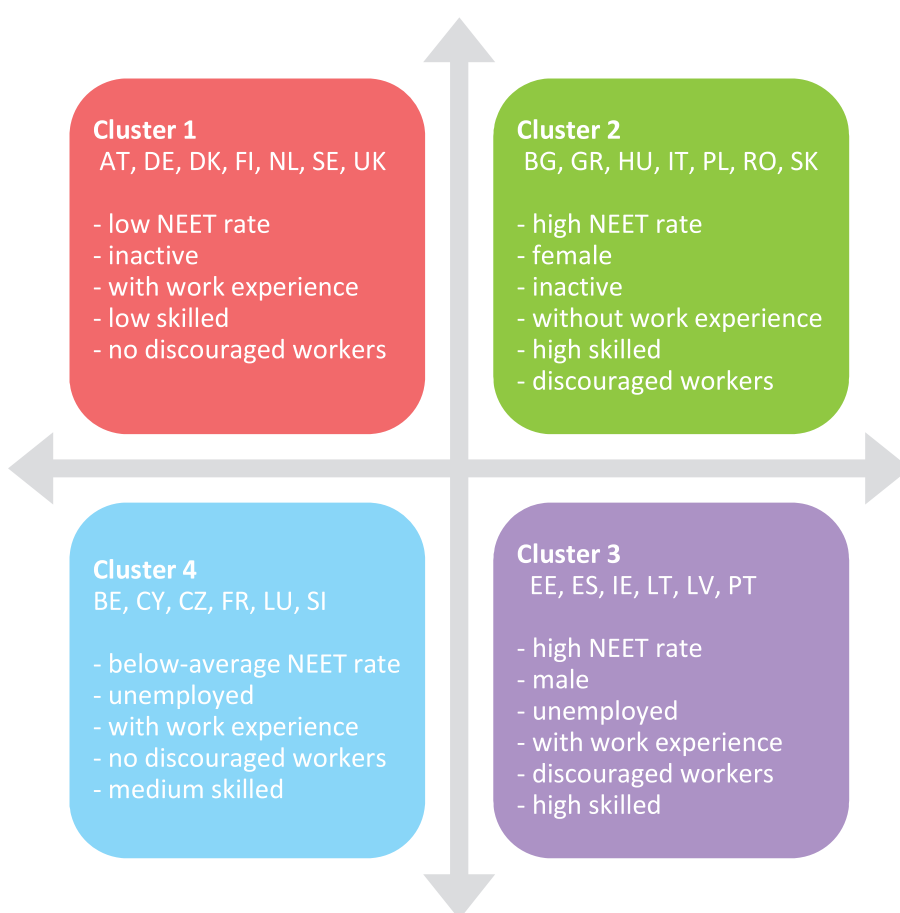 Cluster 1
AT, DE, DK, FI, NL, SE, UK
- low NEET rate
- inactive
- with work experience
- low skilled
- no discouraged workers
Cluster 2
BG, GR, HU, IT, PL, RO, SK
- high NEET rate
- female
- inactive
- without work experience
- high skilled
- discouraged workers
Cluster 4
BE, CY, CZ, FR, LU, SI
- below-average NEET rate
- unemployed
- with work experience
- no discouraged workers
- medium skilled
Cluster 3
EE, ES, IE, LT, LV, PT
- high NEET rate
- male
- unemployed
- with work experience
- discouraged workers
- high skilled